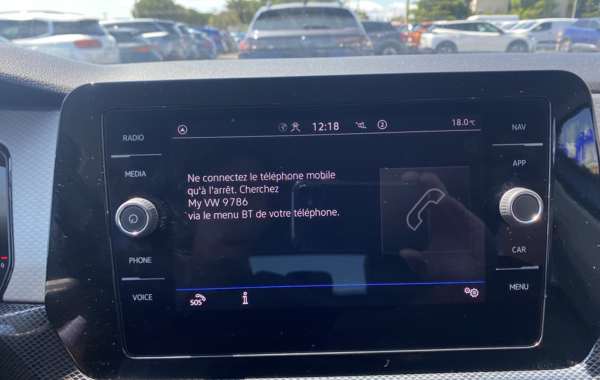 RADIO
MEDIA
PHONE
VOICE
12:18
2
18.0°C
Ne connectez le téléphone mobile
qu'à l'arrêt. Cherchez
My VW 9786
via le menu BT de votre téléphone.
SOS
i
NAV
APP
CAR
MENU